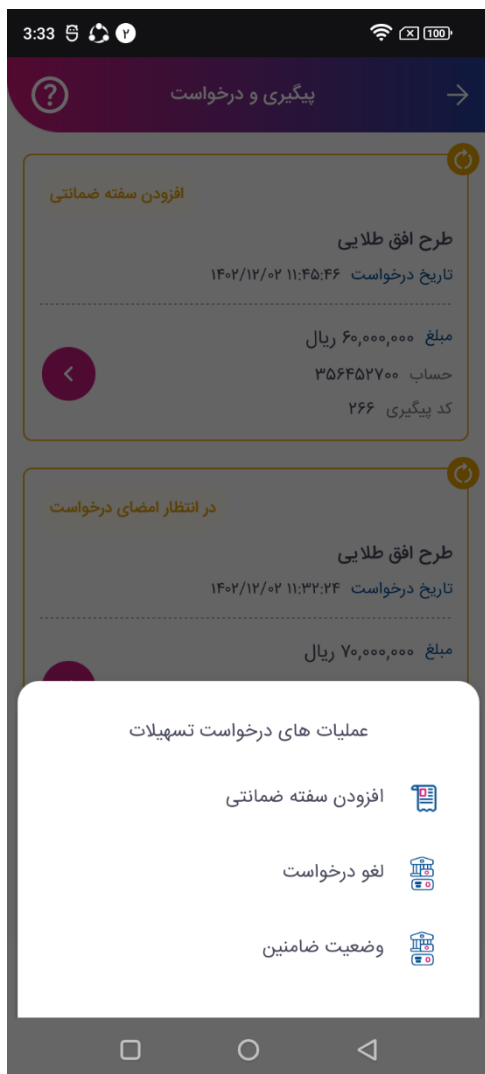 3:33 ۲ 100
پیگیری و درخواست
افزودن سفته ضمانتی
طرح افق طلایی
تاریخ درخواست ۱۴۰۲/۱۲/۰۲ ۱۱:۴۵:۴۶
مبلغ ۶۰,۰۰۰,۰۰۰ ریال
حساب ۳۵۶۴۵۲۷۰۰
کد پیگیری ۲۶۶
در انتظار امضای درخواست
طرح افق طلایی
تاریخ درخواست ۱۴۰۲/۱۲/۰۲ ۱۱:۳۲:۲۴
مبلغ ۷۰,۰۰۰,۰۰۰ ریال
عملیات های درخواست تسهیلات
افزودن سفته ضمانتی
لغو درخواست
وضعیت ضامنین